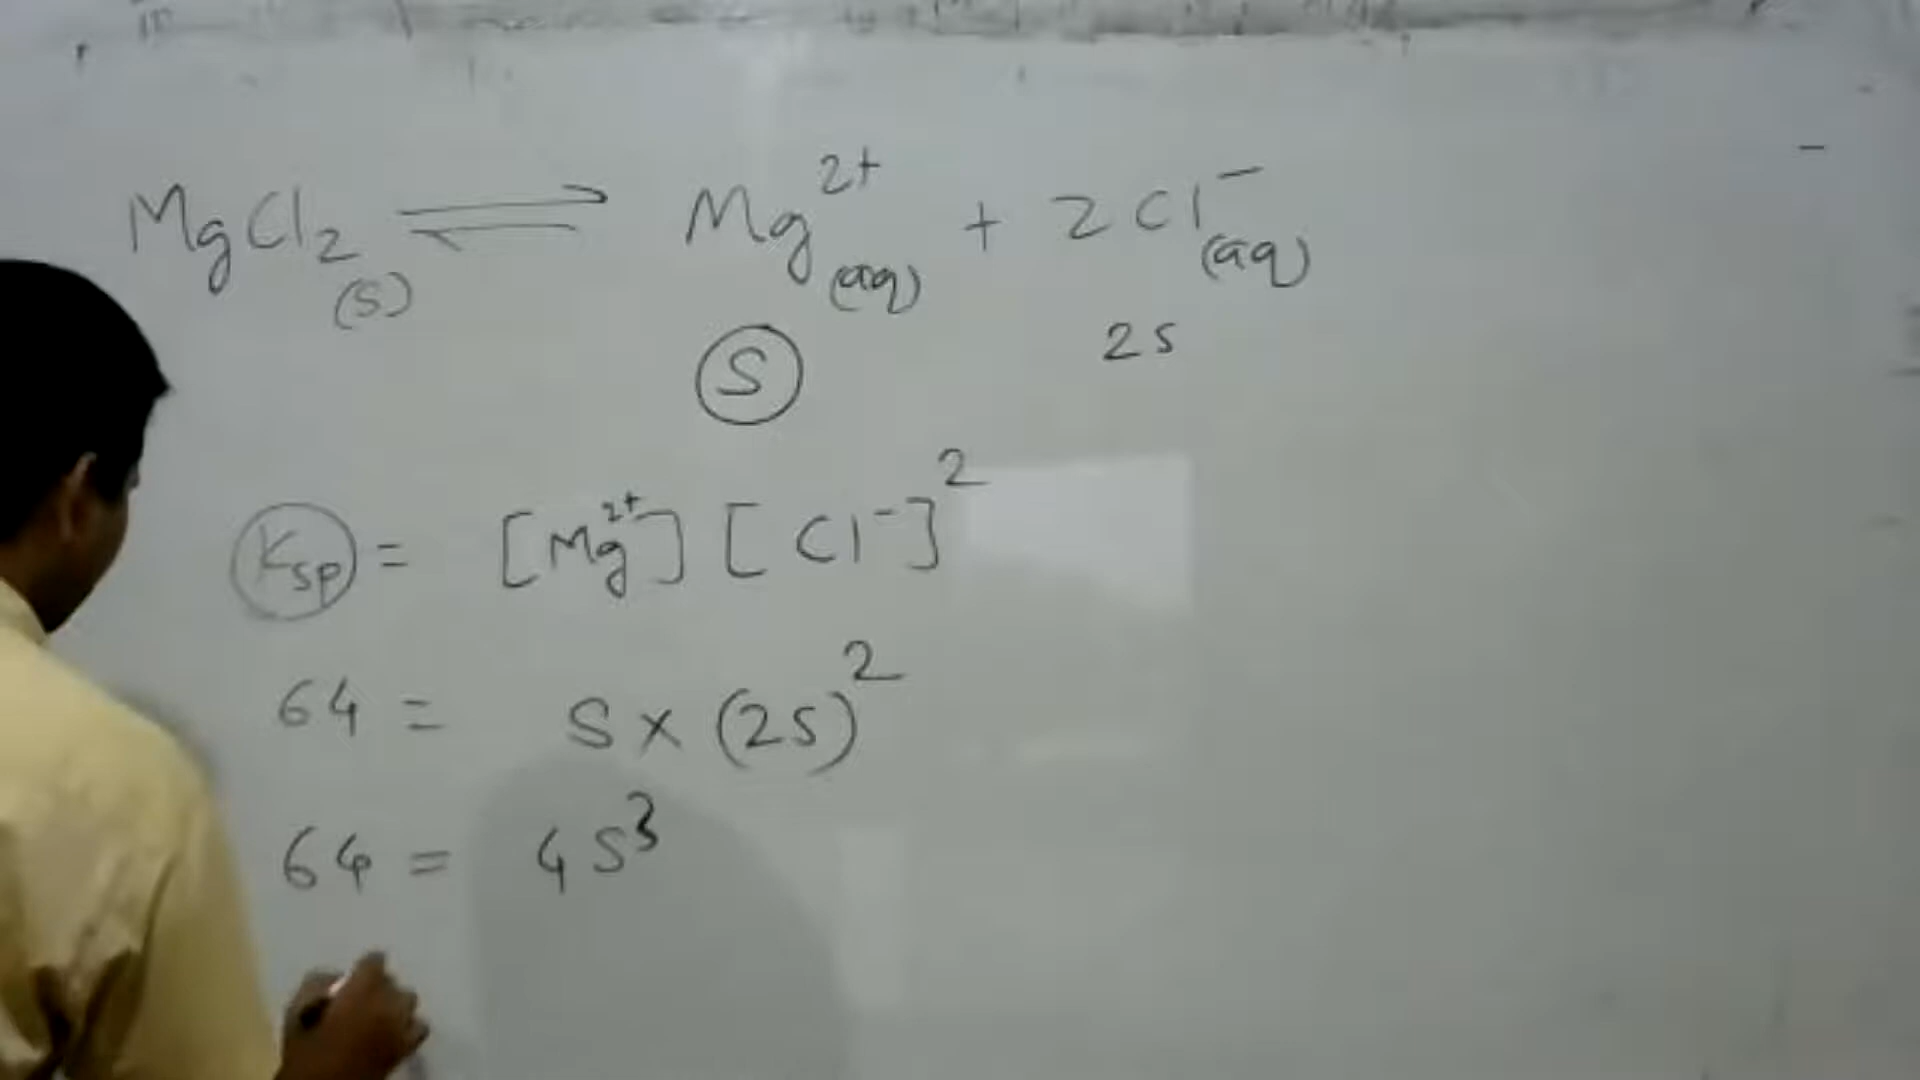 MgCl₂(s) ⇌ Mg²⁺(aq) + 2Cl⁻(aq)
S 2s
Ksp = [Mg²⁺] [Cl⁻]²
64 = S × (2s)²
64 = 4s³